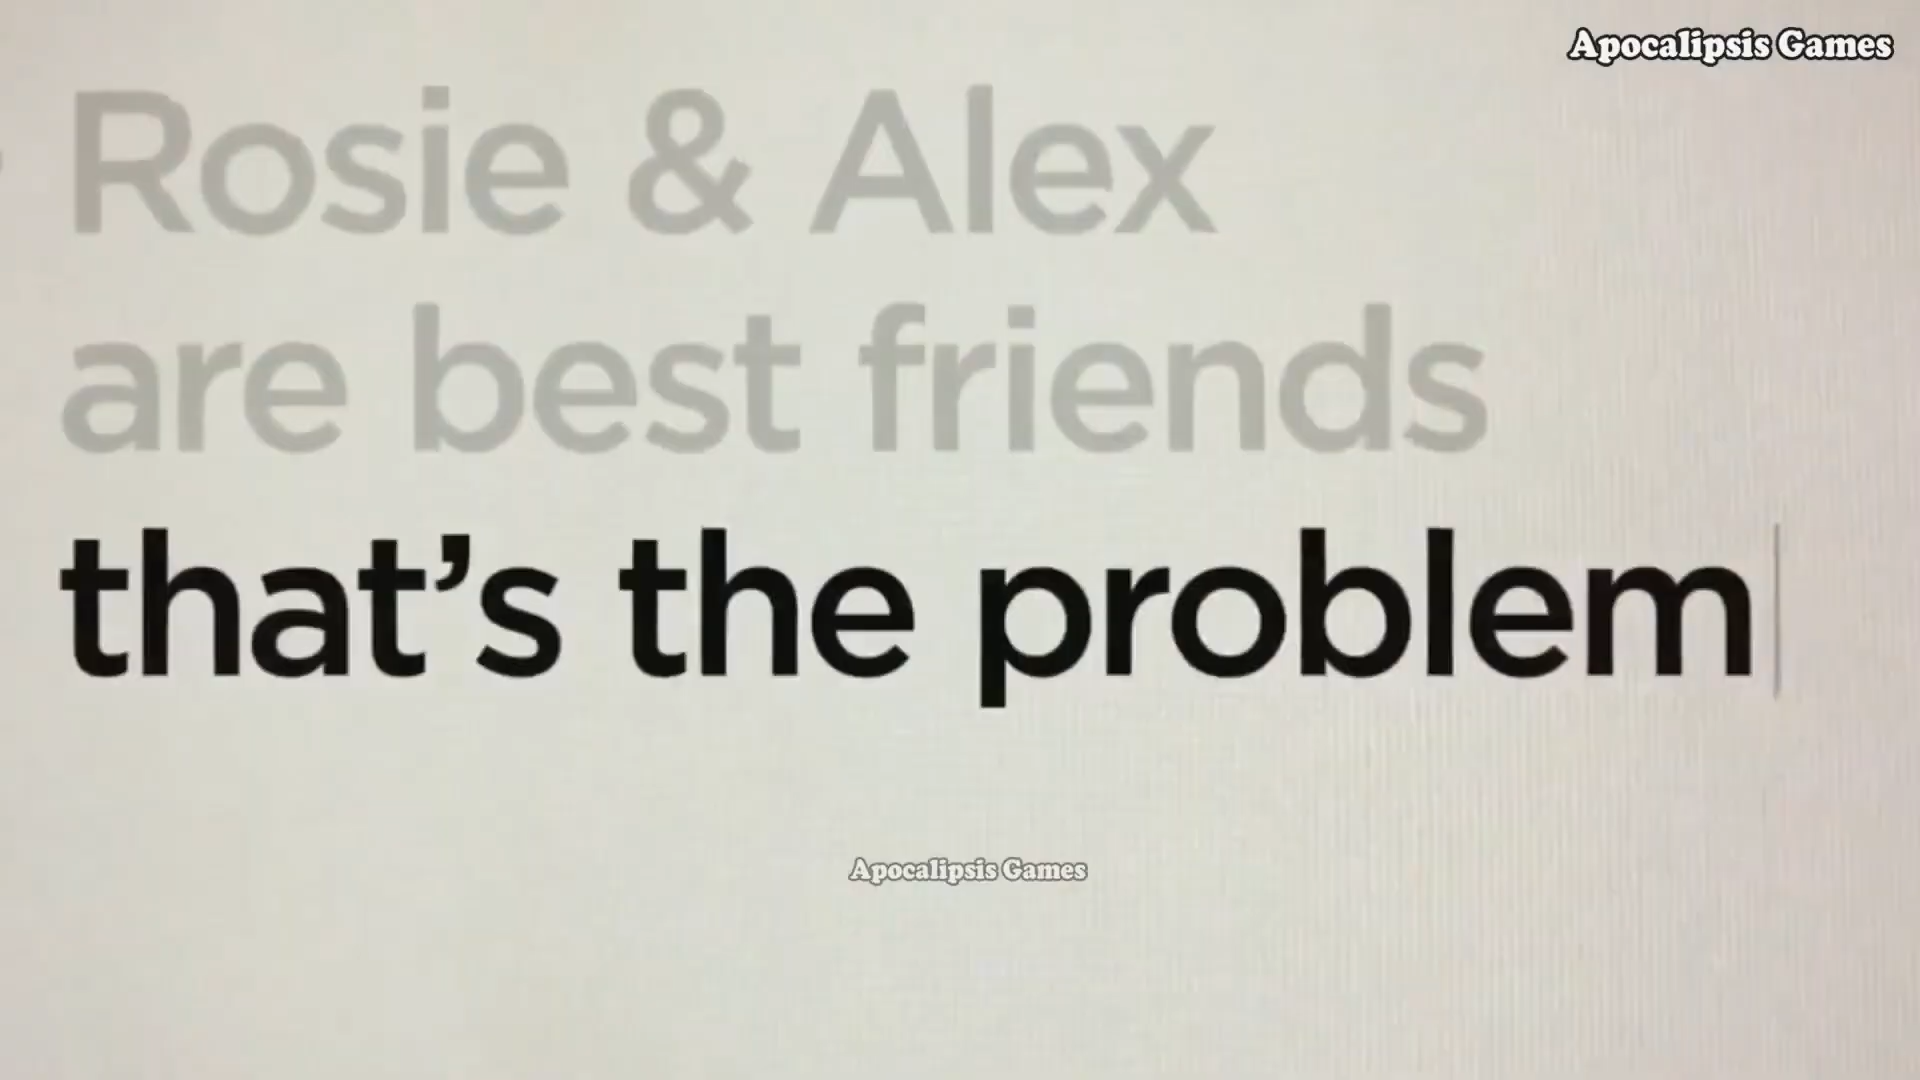 Apocalipsis Games
Rosie & Alex
are best friends
that's the problem
Apocalipsis Games